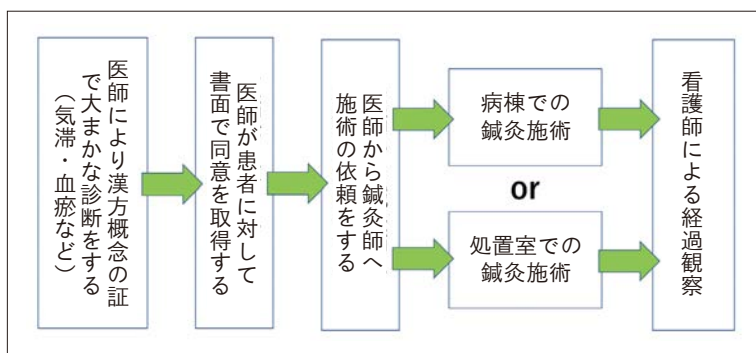 医師により漢方概念の証
で大まかな診断をする
（気滞・血瘀など）
医師が患者に対して
書面で同意を取得する
医師から鍼灸師へ
施術の依頼をする
病棟での
鍼灸施術
or
処置室での
鍼灸施術
看護師による経過観察